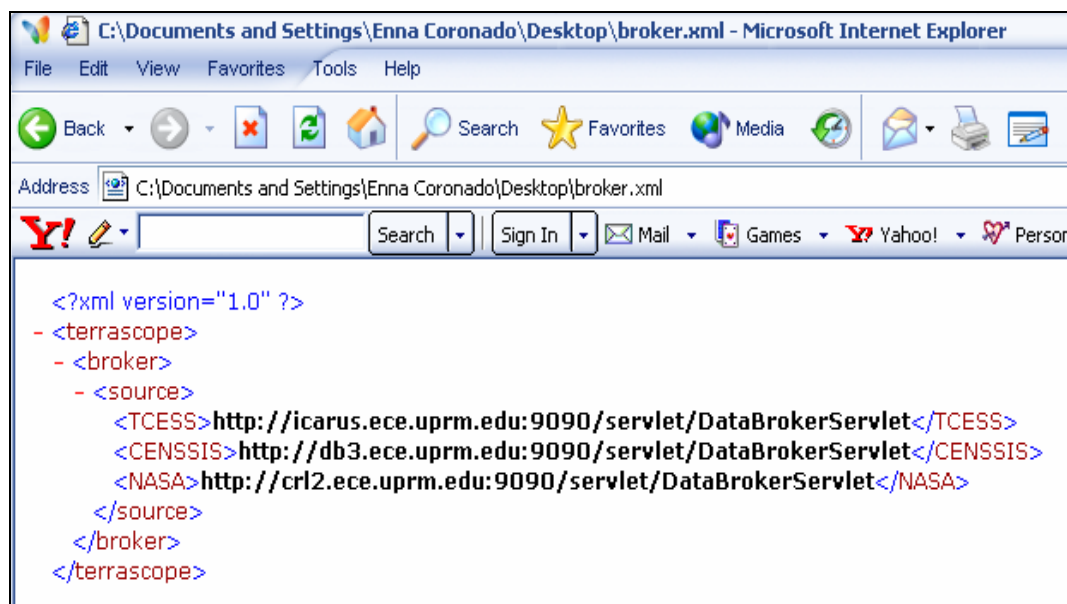 C:\Documents and Settings\Enna Coronado\Desktop\broker.xml - Microsoft Internet Explorer
File Edit View Favorites Tools Help
Back Search Favorites Media
Address C:\Documents and Settings\Enna Coronado\Desktop\broker.xml
Y! Search Sign In Mail Games Yahoo! Person
<?xml version="1.0" ?>
- <terrascope>
- <broker>
- <source>
<TCESS>http://icarus.ece.uprm.edu:9090/servlet/DataBrokerServlet</TCESS>
<CENSSIS>http://db3.ece.uprm.edu:9090/servlet/DataBrokerServlet</CENSSIS>
<NASA>http://crl2.ece.uprm.edu:9090/servlet/DataBrokerServlet</NASA>
</source>
</broker>
</terrascope>